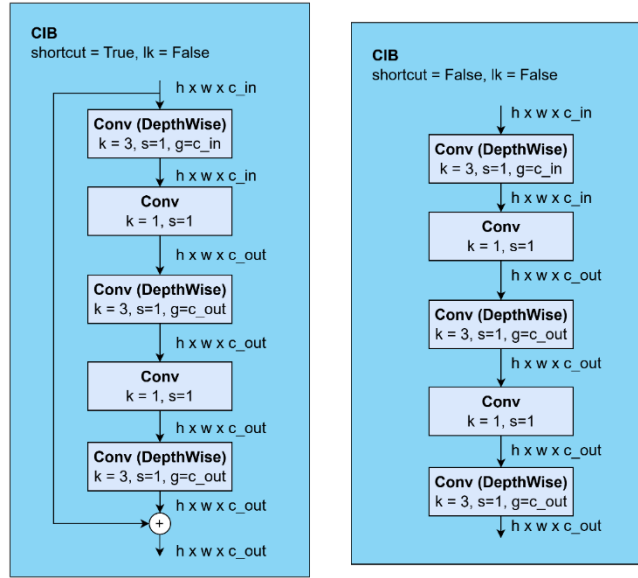 CIB
shortcut = True, lk = False
h x w x c_in
Conv (DepthWise)
k = 3, s=1, g=c_in
h x w x c_in
Conv
k = 1, s=1
h x w x c_out
Conv (DepthWise)
k = 3, s=1, g=c_out
h x w x c_out
Conv
k = 1, s=1
h x w x c_out
Conv (DepthWise)
k = 3, s=1, g=c_out
h x w x c_out
+
h x w x c_out
CIB
shortcut = False, lk = False
h x w x c_in
Conv (DepthWise)
k = 3, s=1, g=c_in
h x w x c_in
Conv
k = 1, s=1
h x w x c_out
Conv (DepthWise)
k = 3, s=1, g=c_out
h x w x c_out
Conv
k = 1, s=1
h x w x c_out
Conv (DepthWise)
k = 3, s=1, g=c_out
h x w x c_out